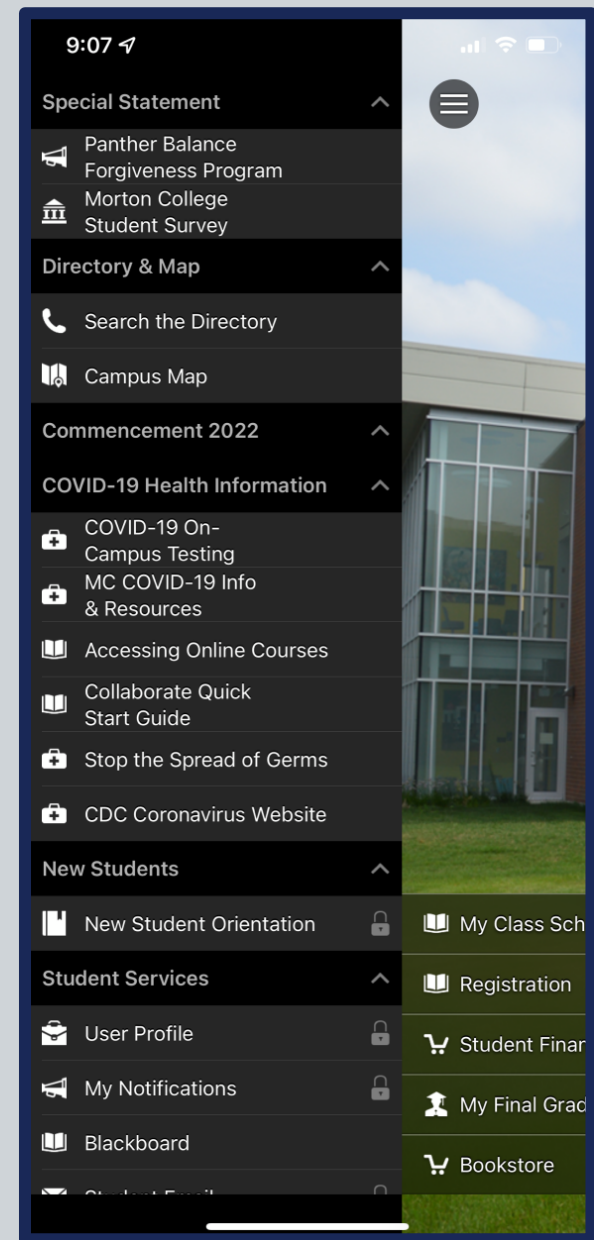 9:07
Special Statement
Panther Balance
Forgiveness Program
Morton College
Student Survey
Directory & Map
Search the Directory
Campus Map
Commencement 2022
COVID-19 Health Information
COVID-19 On-
Campus Testing
MC COVID-19 Info
& Resources
Accessing Online Courses
Collaborate Quick
Start Guide
Stop the Spread of Germs
CDC Coronavirus Website
New Students
New Student Orientation
Student Services
User Profile
My Notifications
Blackboard
Student Email
My Class Sch
Registration
Student Finan
My Final Grad
Bookstore